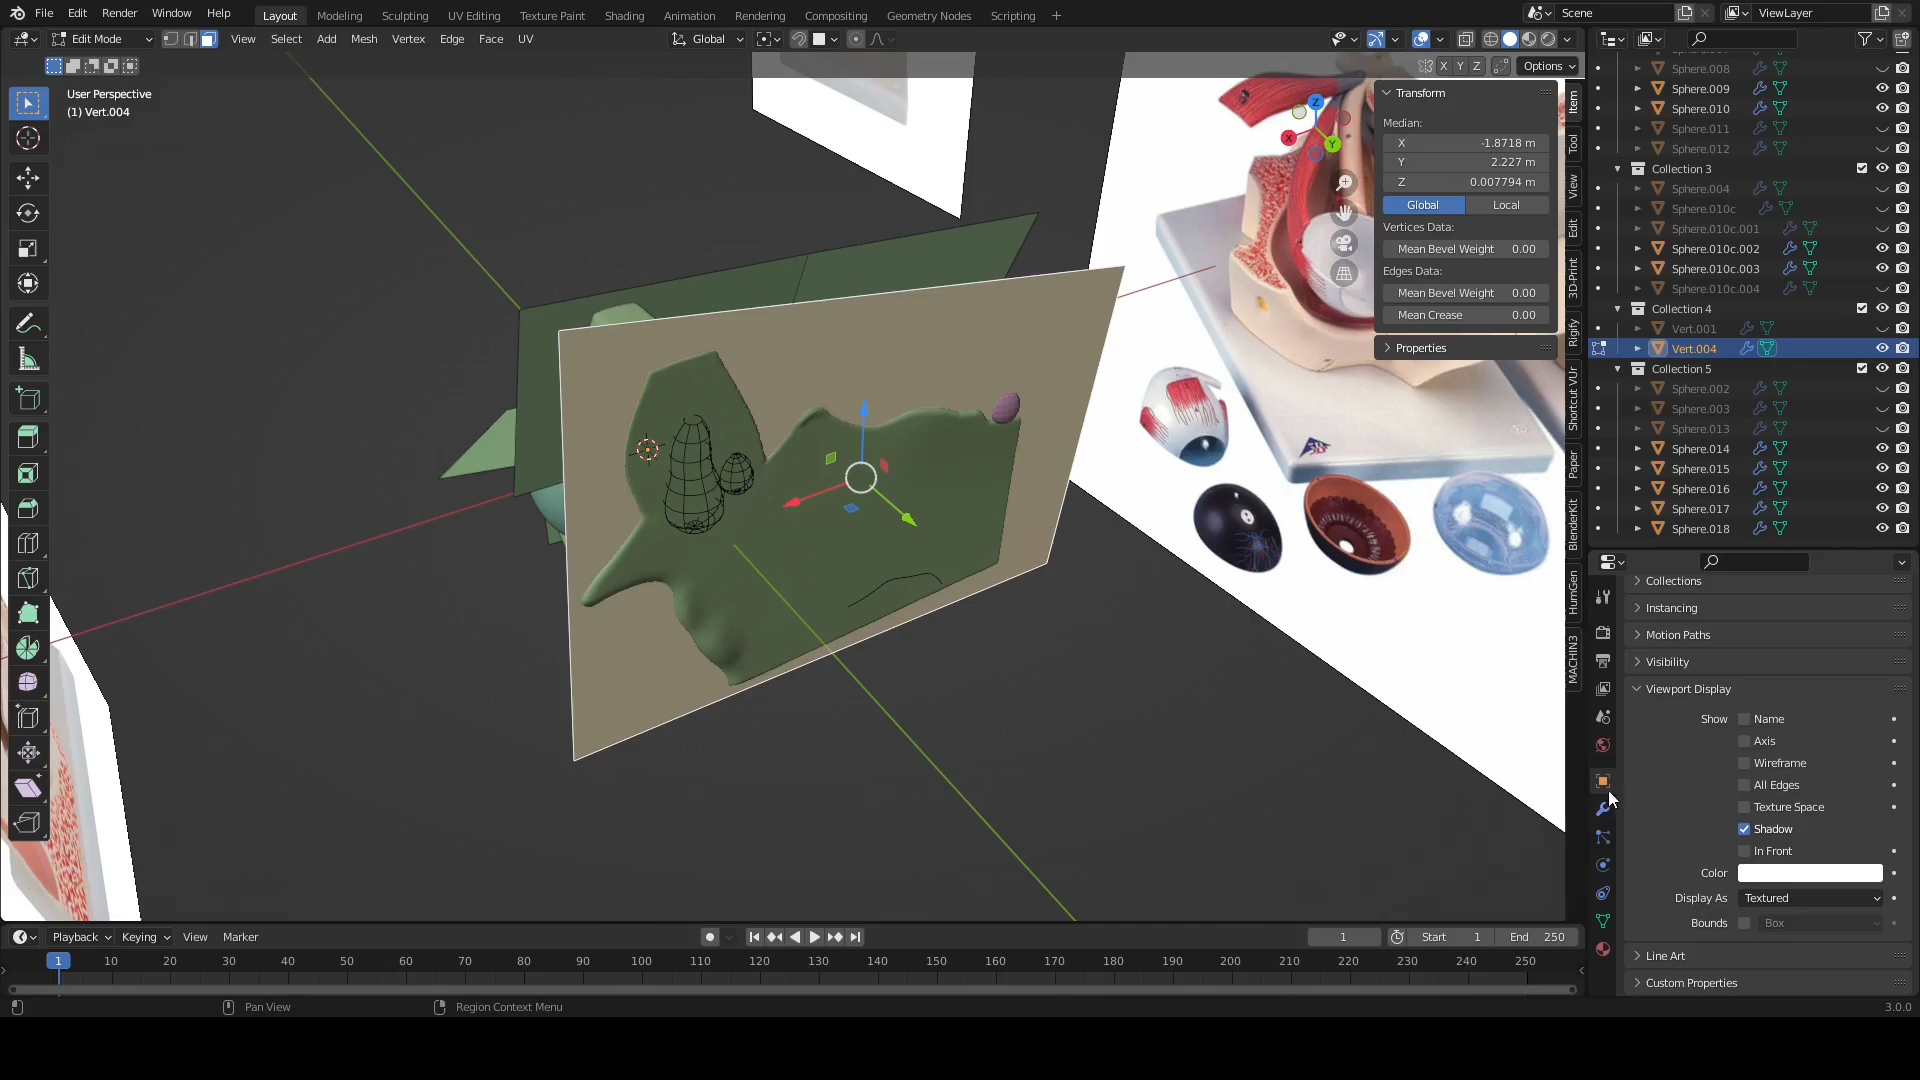 File Edit Render Window Help Layout Modeling Sculpting UV Editing Texture Paint Shading Animation Rendering Compositing Geometry Nodes Scripting + Scene ViewLayer
Edit Mode View Select Add Mesh Vertex Edge Face UV Global
X Y Z Options
User Perspective
(1) Vert.004
Transform
Median:
X -1.8718 m
Y 2.227 m
Z 0.007794 m
Global Local
Vertices Data:
Mean Bevel Weight 0.00
Edges Data:
Mean Bevel Weight 0.00
Mean Crease 0.00
Properties
Z
X
Y
Item
Tool
View
Edit
3D-Print
Rigify
Shortcut VUr
Paper
BlenderKit
HumGen
MACHIN3
Sphere.008
Sphere.009
Sphere.010
Sphere.011
Sphere.012
Collection 3
Sphere.004
Sphere.010c
Sphere.010c.001
Sphere.010c.002
Sphere.010c.003
Sphere.010c.004
Collection 4
Vert.001
Vert.004
Collection 5
Sphere.002
Sphere.003
Sphere.013
Sphere.014
Sphere.015
Sphere.016
Sphere.017
Sphere.018
Collections
Instancing
Motion Paths
Visibility
Viewport Display
Show Name
Axis
Wireframe
All Edges
Texture Space
Shadow
In Front
Color
Display As Textured
Bounds Box
Line Art
Custom Properties
Playback Keying View Marker 1 Start 1 End 250
1 10 20 30 40 50 60 70 80 90 100 110 120 130 140 150 160 170 180 190 200 210 220 230 240 250
Pan View Region Context Menu 3.0.0